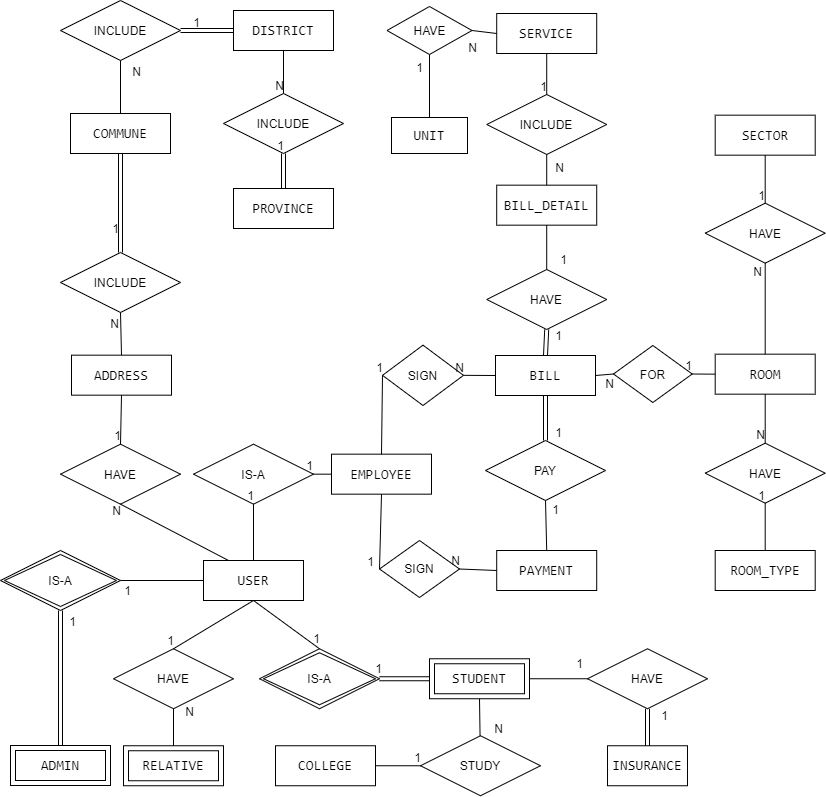 INCLUDE
1
DISTRICT
HAVE
N
SERVICE
N
1
N
1
COMMUNE
INCLUDE
1
PROVINCE
UNIT
INCLUDE
N
BILL_DETAIL
SECTOR
1
HAVE
N
1
INCLUDE
N
1
HAVE
1
ADDRESS
1
SIGN
N
BILL
N
FOR
1
ROOM
1
HAVE
N
IS-A
1
1
EMPLOYEE
1
PAY
1
N
HAVE
1
IS-A
1
1
USER
1
SIGN
N
PAYMENT
ROOM_TYPE
1
HAVE
N
1
IS-A
1
STUDENT
1
HAVE
1
N
ADMIN
RELATIVE
COLLEGE
1
STUDY
INSURANCE